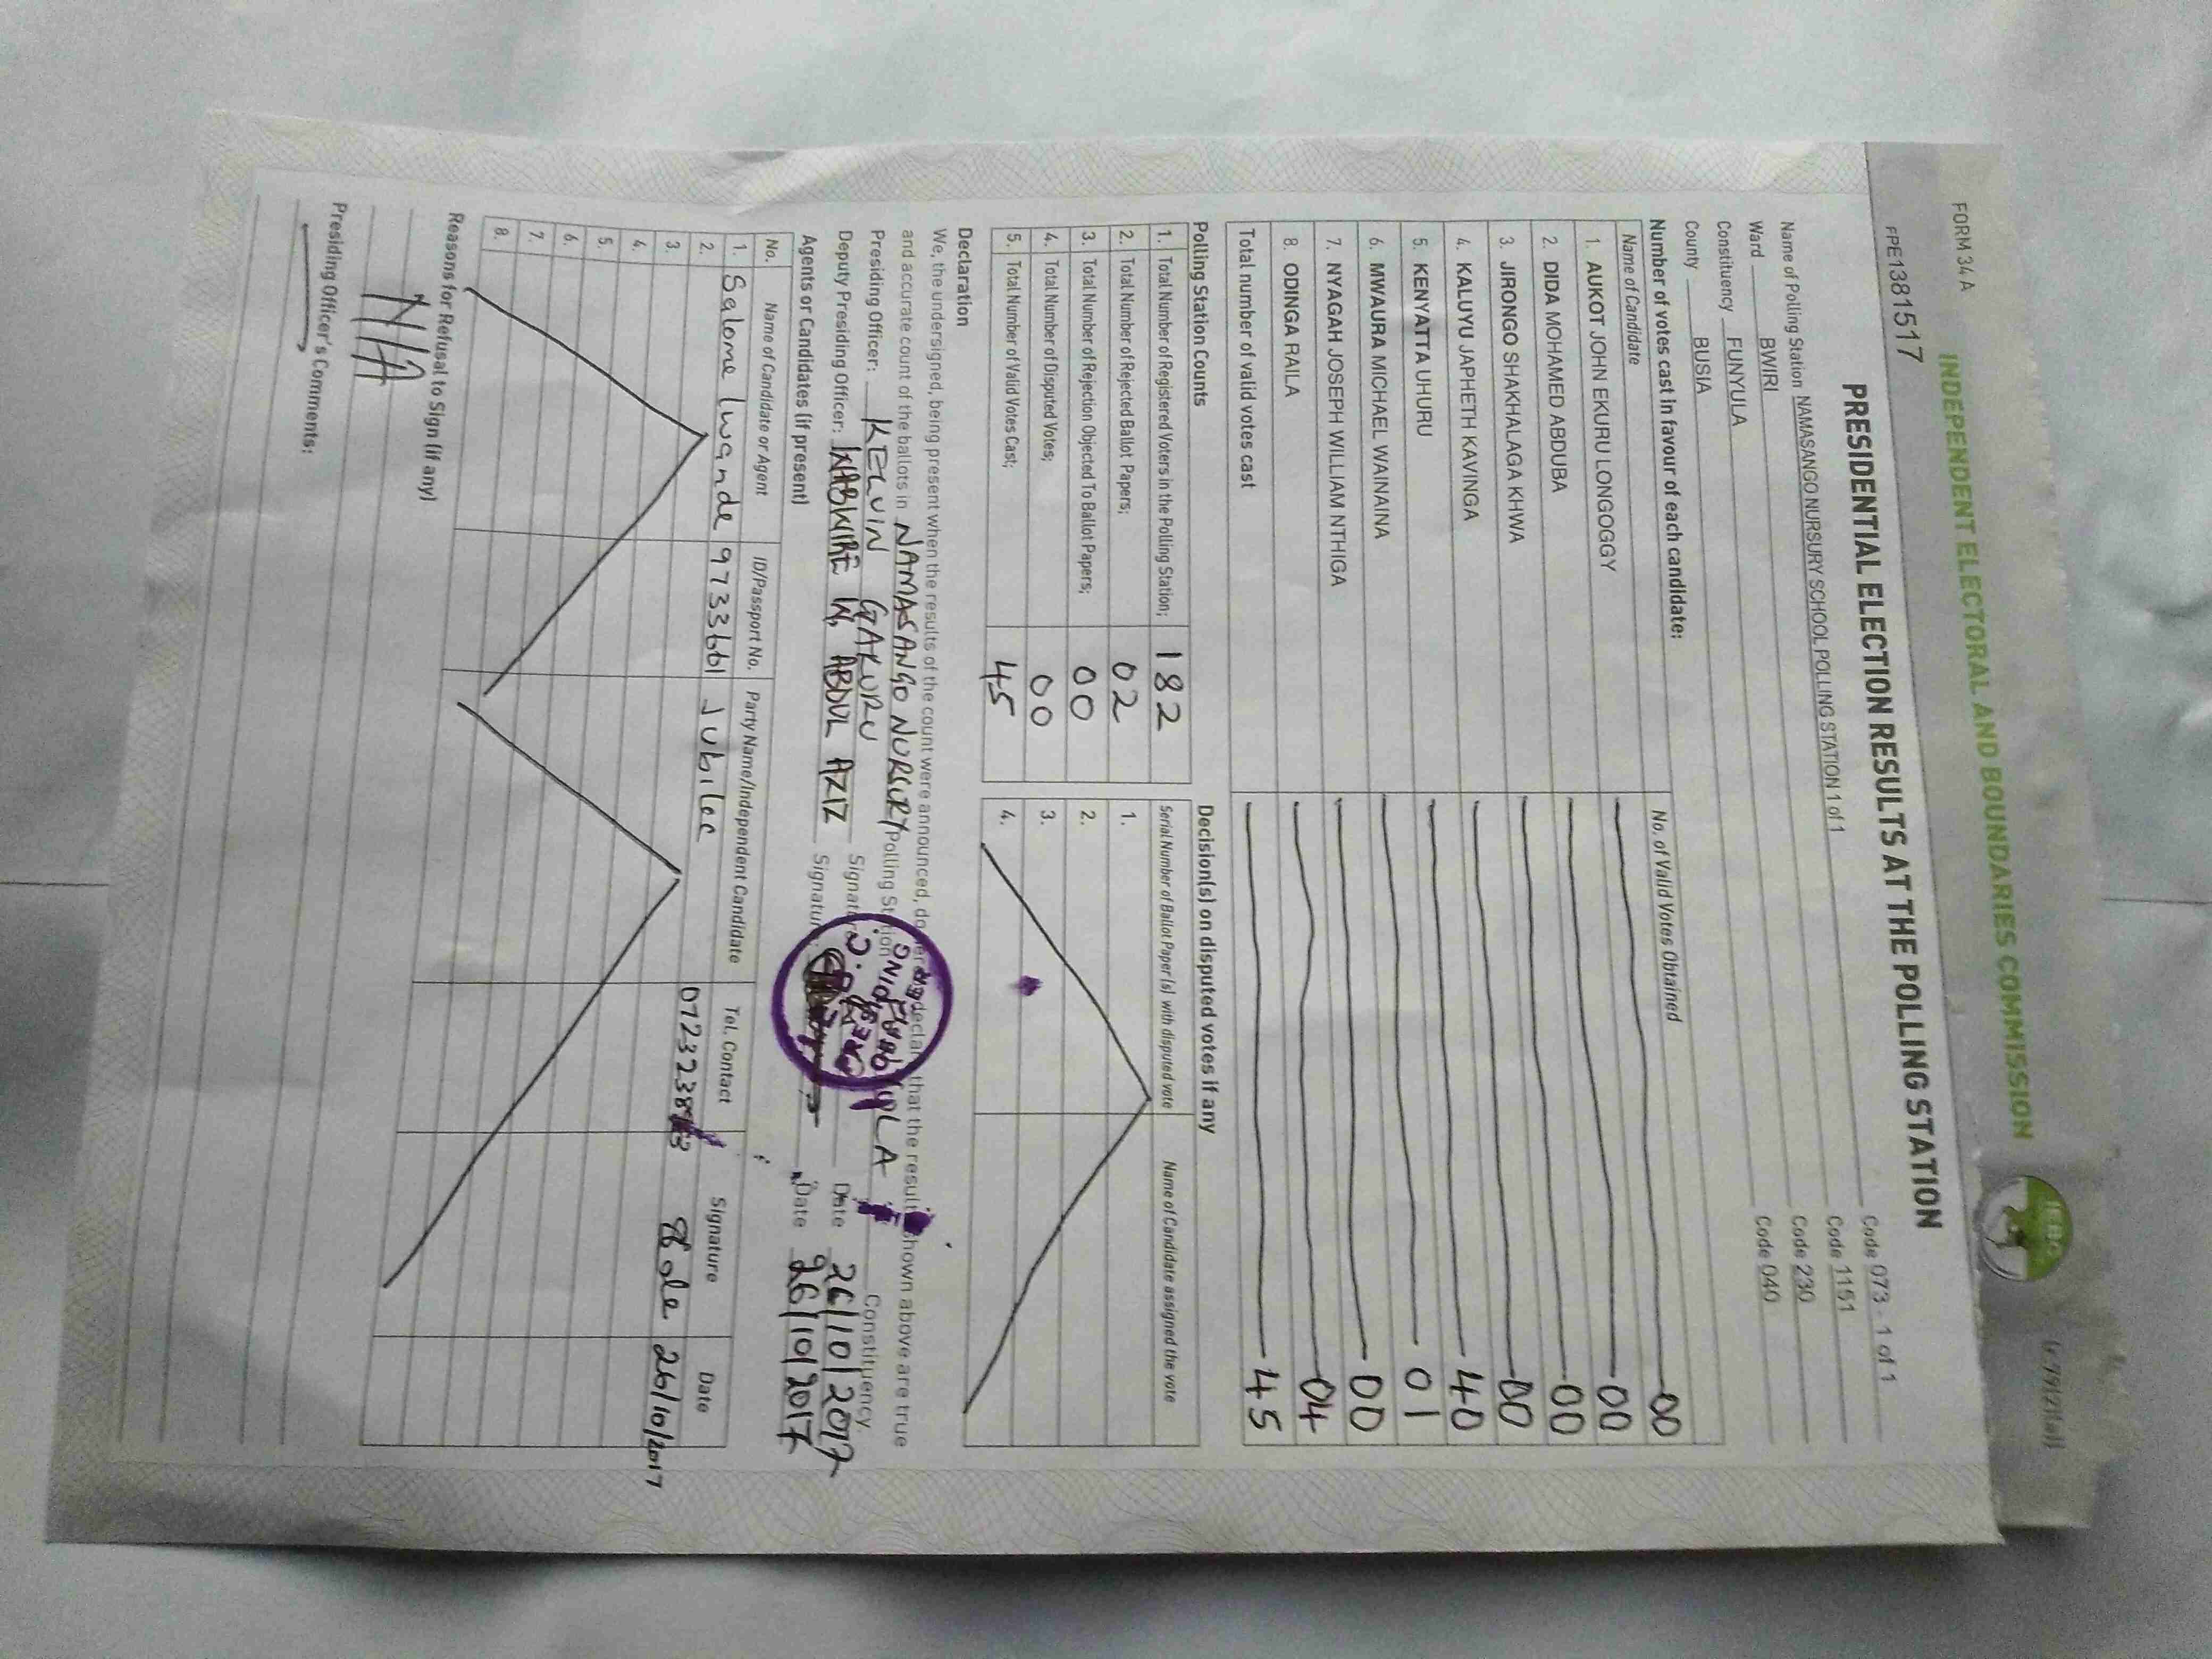 FORM 34 A
INDEPENDENT ELECTORAL AND BOUNDARIES COMMISSION
IEBC
FPE1381517
PRESIDENTIAL ELECTION RESULTS AT THE POLLING STATION
Name of Polling Station NAMASANGO NURSURY SCHOOL POLLING STATION 1 of 1 Code 073 - 1 of 1
Ward BWIRI Code 1151
Constituency FUNYULA Code 230
County BUSIA Code 040
Number of votes cast in favour of each candidate:
Name of Candidate No. of Valid Votes Obtained
1. AUKOT JOHN EKURU LONGOGGY 00
2. DIDA MOHAMED ABDUBA 00
3. JIRONGO SHAKHALAGA KHWA 00
4. KALUYU JAPHETH KAVINGA 00
5. KENYATTA UHURU 40
6. MWAURA MICHAEL WAINAINA 01
7. NYAGAH JOSEPH WILLIAM NTHIGA 00
8. ODINGA RAILA 04
Total number of valid votes cast 45
Polling Station Counts
1. Total Number of Registered Voters in the Polling Station; 182
2. Total Number of Rejected Ballot Papers; 02
3. Total Number of Rejection Objected To Ballot Papers; 00
4. Total Number of Disputed Votes; 00
5. Total Number of Valid Votes Cast; 45
Decision(s) on disputed votes if any
Serial Number of Ballot Paper(s) with disputed vote Name of Candidate assigned the vote
1.
2.
3.
4.
Declaration
We, the undersigned, being present when the results of the count were announced, do declare that the results shown above are true
and accurate count of the ballots in NAMASANGO NURSURY Polling Station Constituency.
Presiding Officer: KELVIN GAKURU Signature Date 26/10/2017
Deputy Presiding Officer: WABWIRE W. ABDUL AZIZ Signature Date 26/10/2017
Agents or Candidates (if present)
No. Name of Candidate or Agent ID/Passport No. Party Name/Independent Candidate Tel. Contact Signature Date
1. Salome lwande 9733661 Jubilee 26/10/2017
2.
3.
4.
5.
6.
7.
8.
Reasons for Refusal to Sign (if any)
N/A
Presiding Officer's Comments: